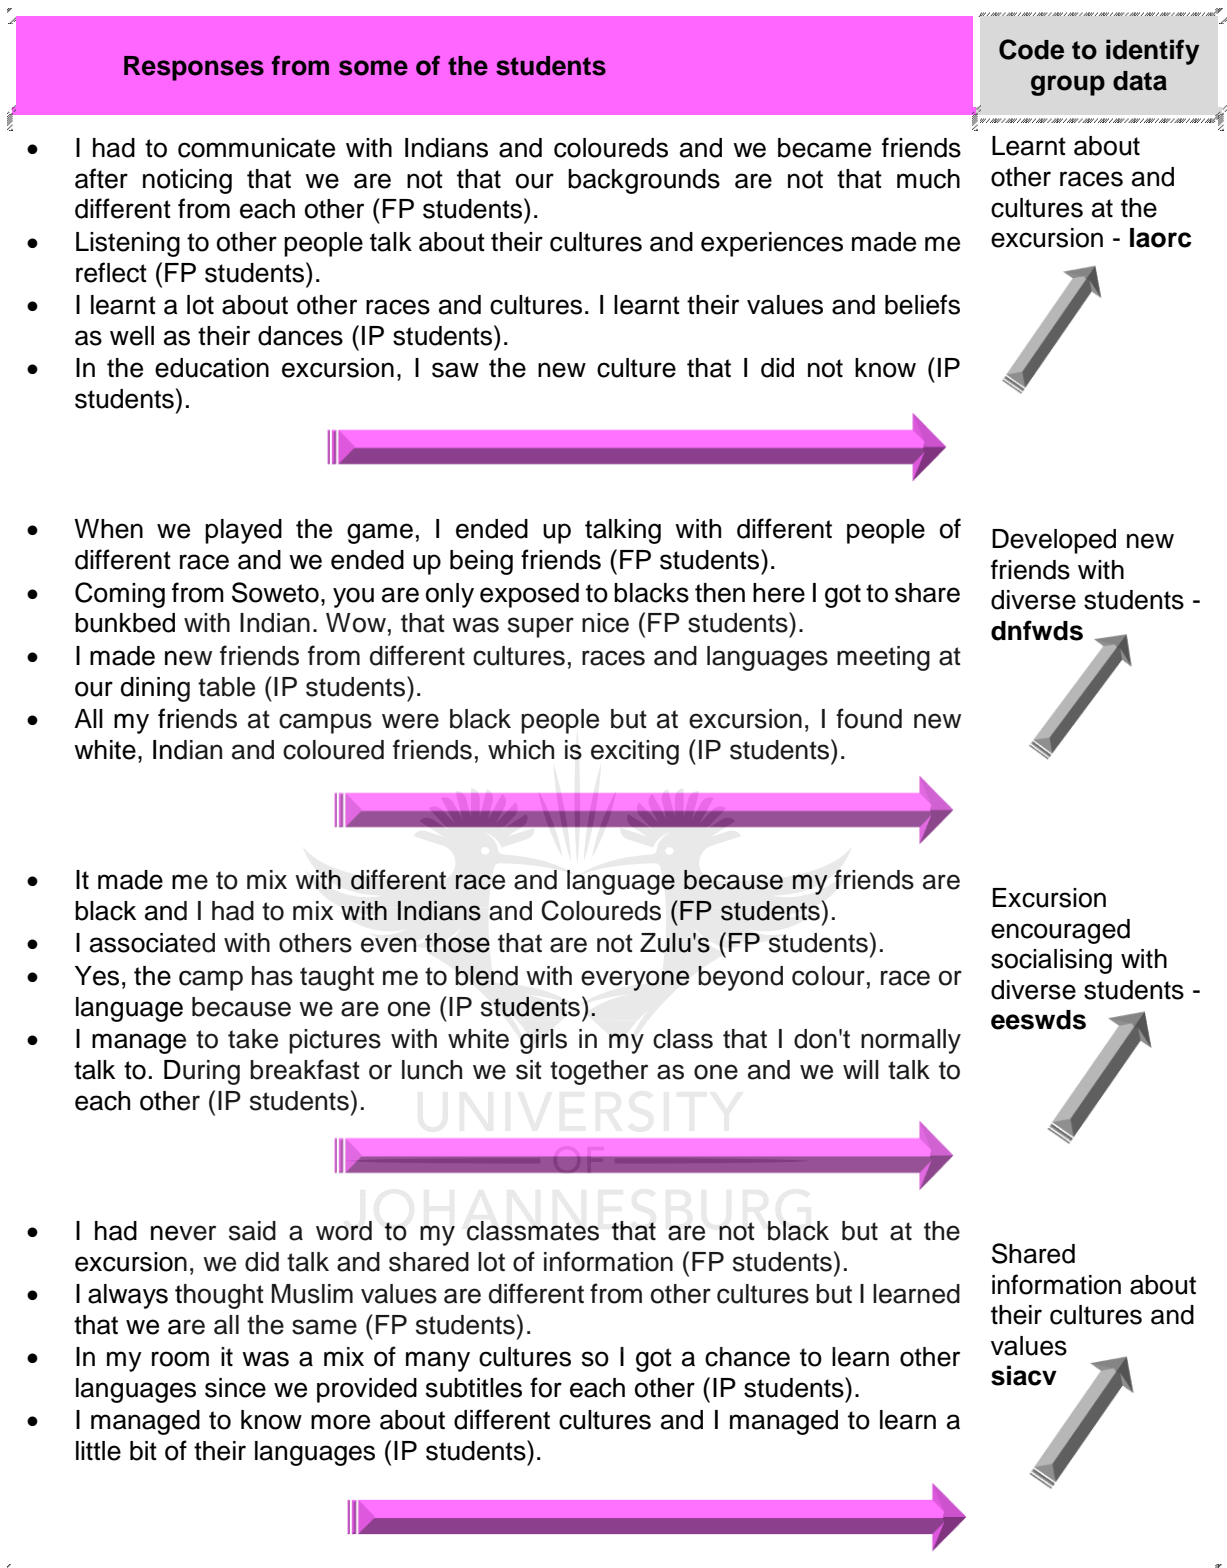 Responses from some of the students
Code to identify
group data
• I had to communicate with Indians and coloureds and we became friends
after noticing that we are not that our backgrounds are not that much
different from each other (FP students).
• Listening to other people talk about their cultures and experiences made me
reflect (FP students).
• I learnt a lot about other races and cultures. I learnt their values and beliefs
as well as their dances (IP students).
• In the education excursion, I saw the new culture that I did not know (IP
students).
Learnt about
other races and
cultures at the
excursion - laorc
• When we played the game, I ended up talking with different people of
different race and we ended up being friends (FP students).
• Coming from Soweto, you are only exposed to blacks then here I got to share
bunkbed with Indian. Wow, that was super nice (FP students).
• I made new friends from different cultures, races and languages meeting at
our dining table (IP students).
• All my friends at campus were black people but at excursion, I found new
white, Indian and coloured friends, which is exciting (IP students).
Developed new
friends with
diverse students -
dnfwds
• It made me to mix with different race and language because my friends are
black and I had to mix with Indians and Coloureds (FP students).
• I associated with others even those that are not Zulu's (FP students).
• Yes, the camp has taught me to blend with everyone beyond colour, race or
language because we are one (IP students).
• I manage to take pictures with white girls in my class that I don't normally
talk to. During breakfast or lunch we sit together as one and we will talk to
each other (IP students).
Excursion
encouraged
socialising with
diverse students -
eeswds
UNIVERSITY
OF
JOHANNESBURG
• I had never said a word to my classmates that are not black but at the
excursion, we did talk and shared lot of information (FP students).
• I always thought Muslim values are different from other cultures but I learned
that we are all the same (FP students).
• In my room it was a mix of many cultures so I got a chance to learn other
languages since we provided subtitles for each other (IP students).
• I managed to know more about different cultures and I managed to learn a
little bit of their languages (IP students).
Shared
information about
their cultures and
values
siacv